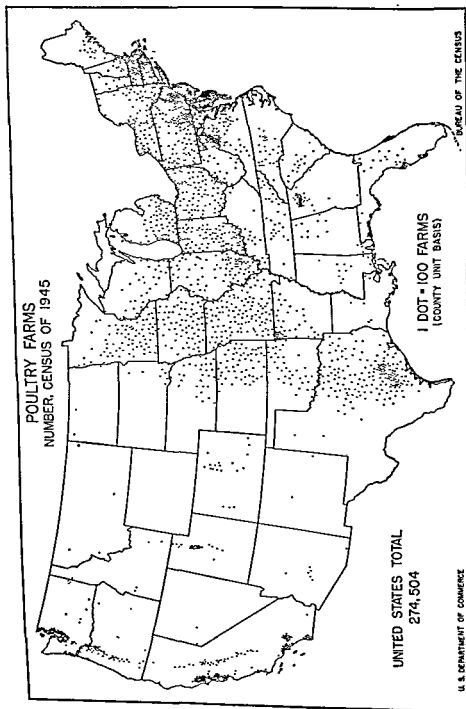 POULTRY FARMS
NUMBER, CENSUS OF 1945
UNITED STATES TOTAL
274,504
1 DOT = 100 FARMS
(COUNTY UNIT BASIS)
U. S. DEPARTMENT OF COMMERCE
BUREAU OF THE CENSUS